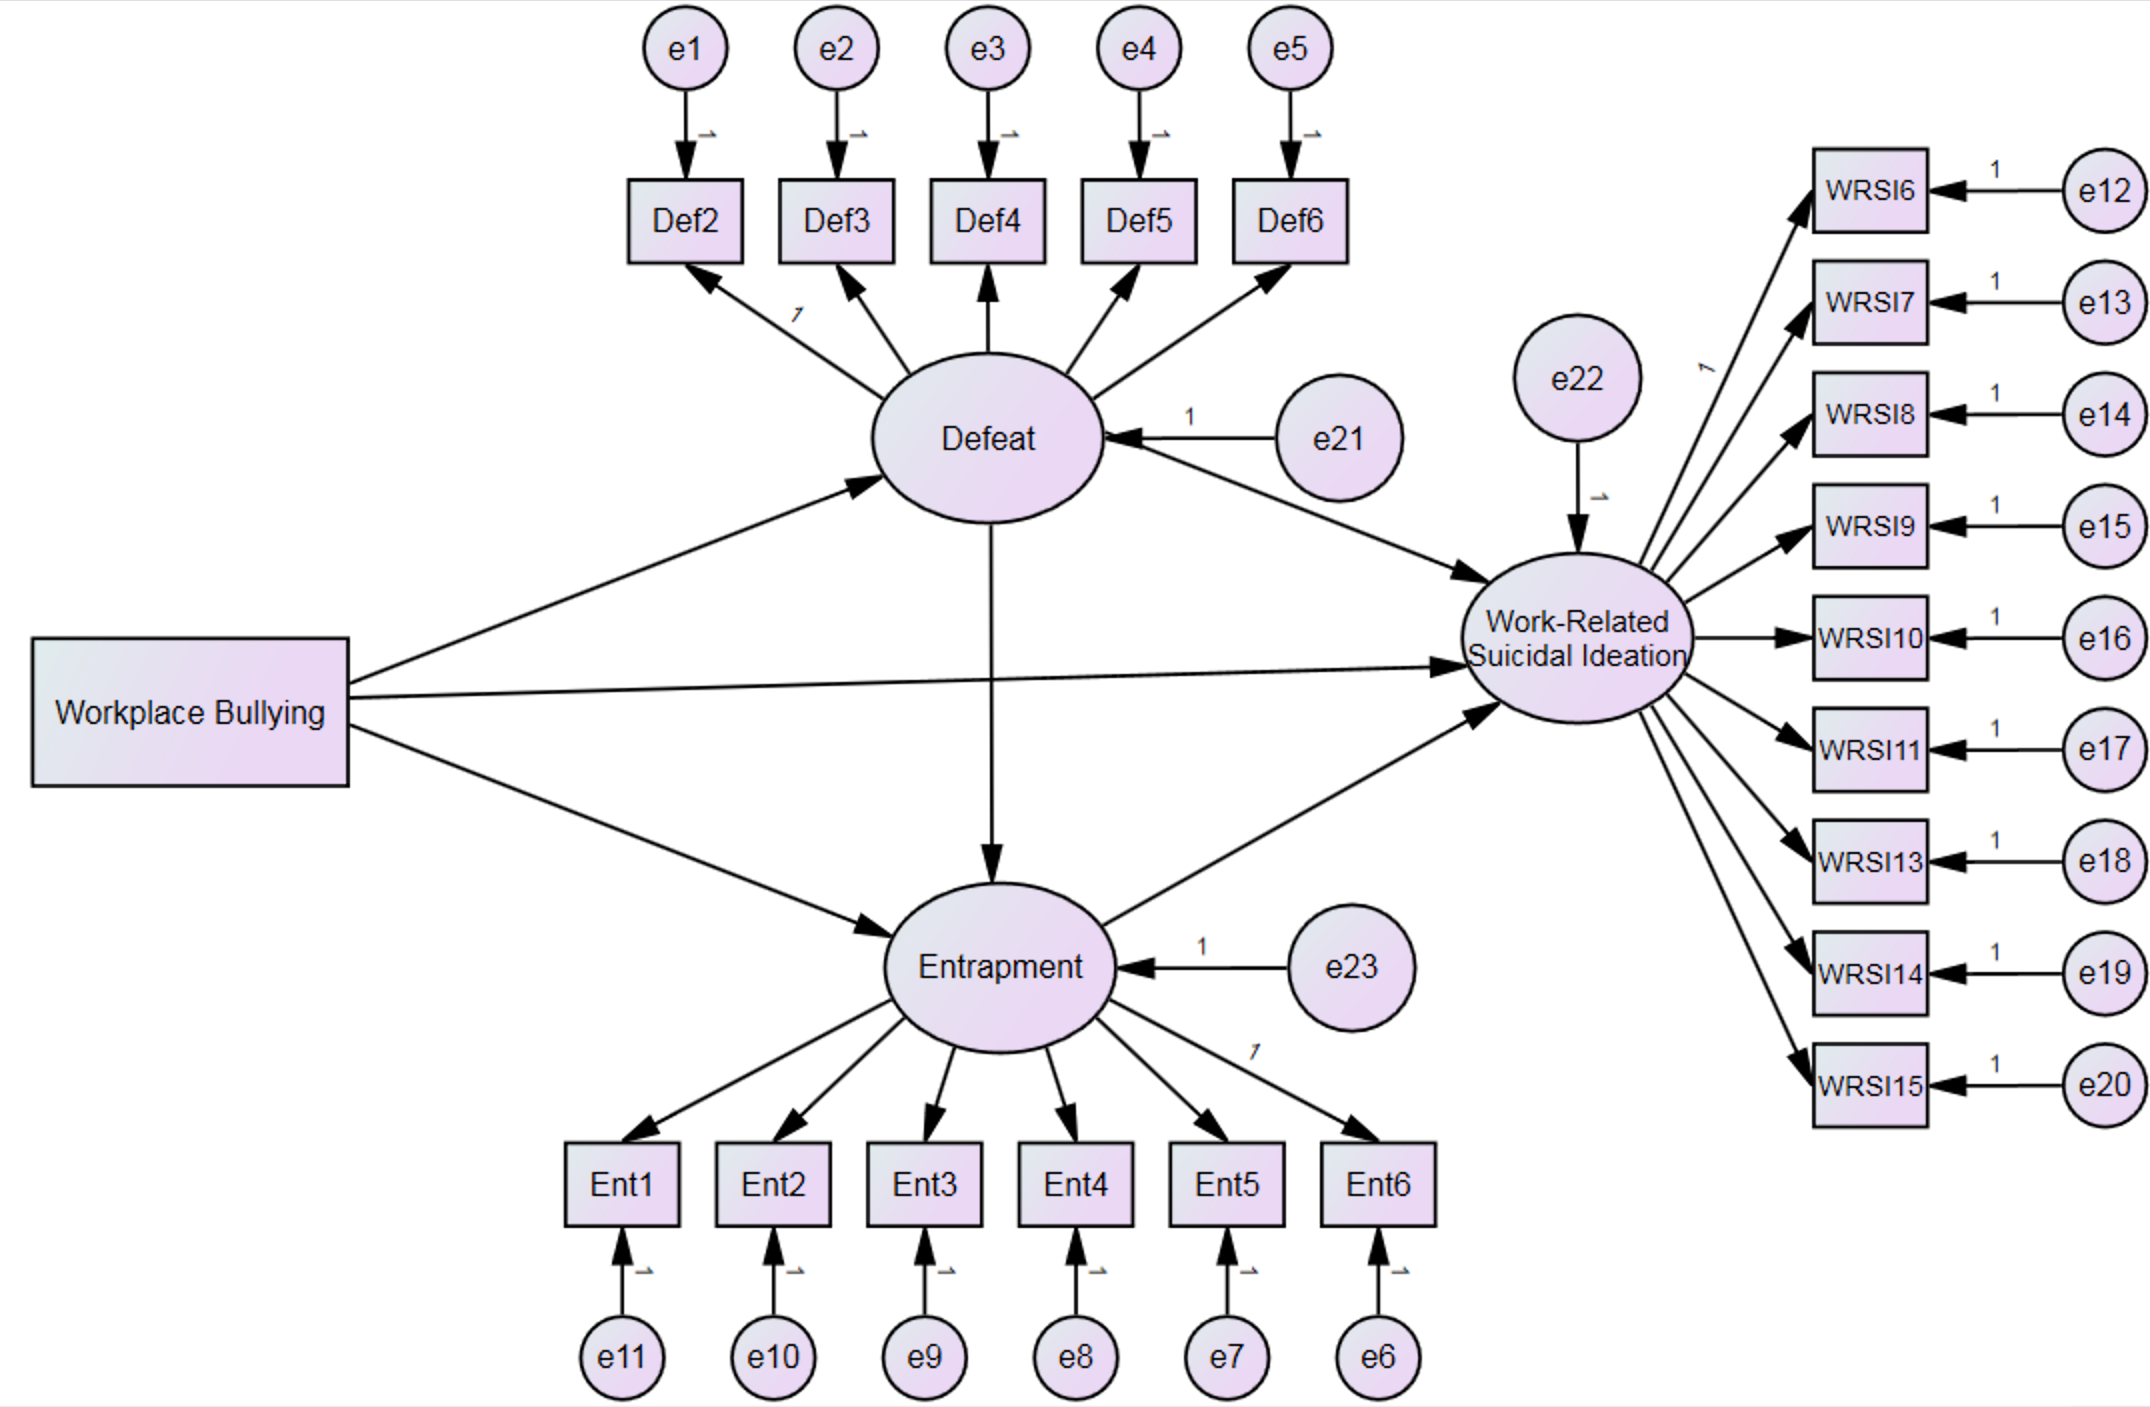 e1
e2
e3
e4
e5
1
1
1
1
1
Def2
Def3
Def4
Def5
Def6
1
Defeat
1
e21
e22
1
Workplace Bullying
Work-Related
Suicidal Ideation
1
WRSI6
1
e12
WRSI7
1
e13
WRSI8
1
e14
WRSI9
1
e15
WRSI10
1
e16
WRSI11
1
e17
WRSI13
1
e18
WRSI14
1
e19
WRSI15
1
e20
Entrapment
1
e23
1
Ent1
Ent2
Ent3
Ent4
Ent5
Ent6
1
1
1
1
1
1
e11
e10
e9
e8
e7
e6